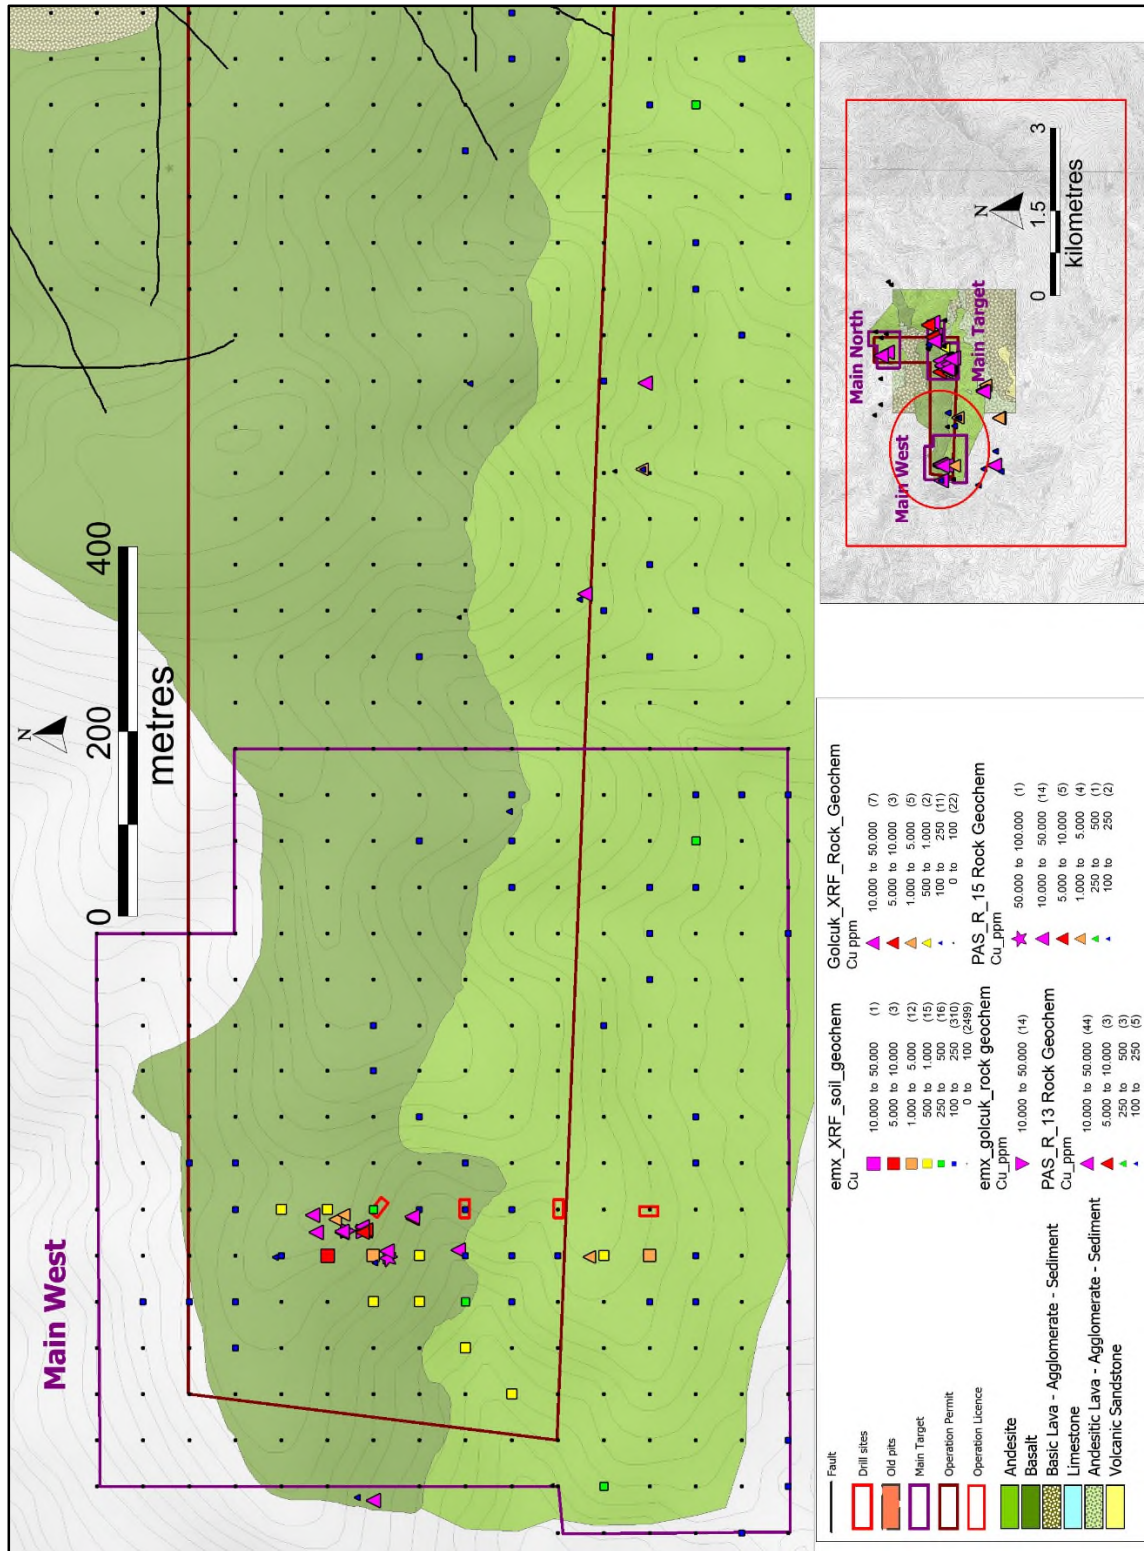 Main West
N
0
200
400
metres
Main North
Main West
Main Target
N
0
1.5
3
kilometres
Fault
Drill sites
Old pits
Main Target
Operation Permit
Operation Licence
Andesite
Basalt
Basic Lava - Agglomerate - Sediment
Limestone
Andesitic Lava - Agglomerate - Sediment
Volcanic Sandstone
emx_XRF_soil_geochem
Cu
10.000 to 50.000 (1)
5.000 to 10.000 (3)
1.000 to 5.000 (12)
500 to 1.000 (15)
250 to 500 (16)
100 to 250 (310)
0 to 100 (2499)
emx_golcuk_rock geochem
Cu_ppm
10.000 to 50.000 (14)
PAS_R_13 Rock Geochem
Cu_ppm
10.000 to 50.000 (44)
5.000 to 10.000 (3)
250 to 500 (3)
100 to 250 (5)
Golcuk_XRF_Rock_Geochem
Cu ppm
10.000 to 50.000 (7)
5.000 to 10.000 (3)
1.000 to 5.000 (5)
500 to 1.000 (2)
100 to 250 (11)
0 to 100 (22)
PAS_R_15 Rock Geochem
Cu_ppm
50.000 to 100.000 (1)
10.000 to 50.000 (14)
5.000 to 10.000 (5)
1.000 to 5.000 (4)
250 to 500 (1)
100 to 250 (2)